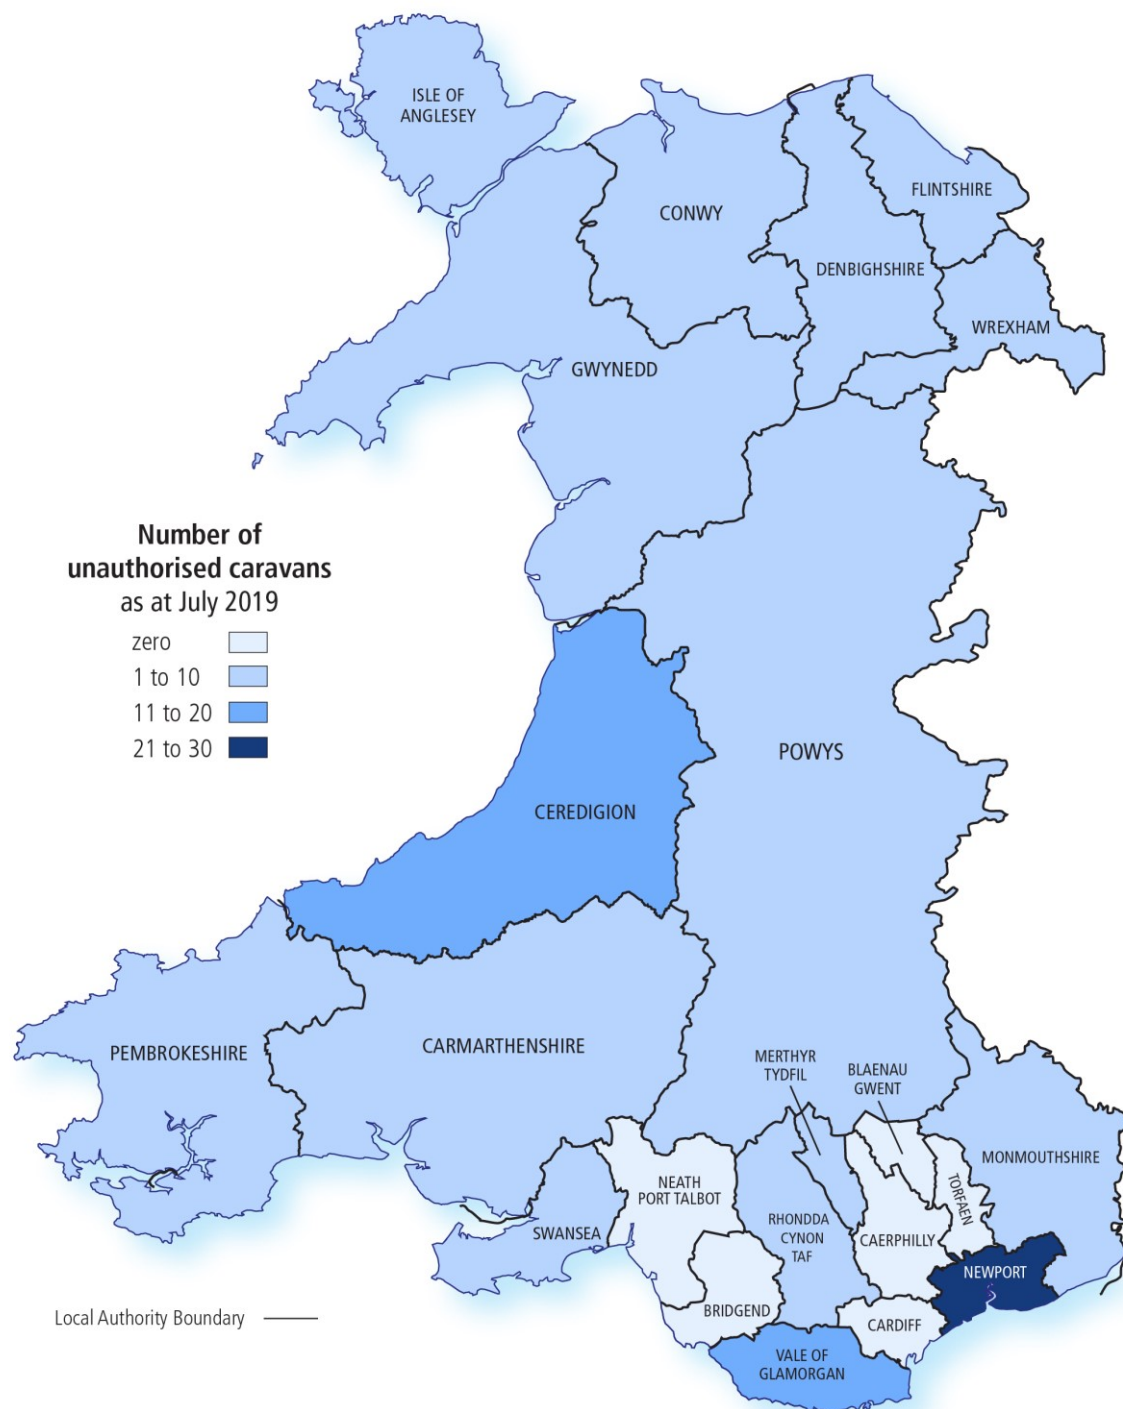 ISLE OF
ANGLESEY
FLINTSHIRE
CONWY
DENBIGHSHIRE
WREXHAM
GWYNEDD
Number of
unauthorised caravans
as at July 2019
zero
1 to 10
11 to 20
21 to 30
POWYS
CEREDIGION
PEMBROKESHIRE
CARMARTHENSHIRE
MERTHYR
TYDFIL
BLAENAU
GWENT
MONMOUTHSHIRE
NEATH
PORT TALBOT
TORFAEN
SWANSEA
RHONDDA
CYNON
TAF
CAERPHILLY
NEWPORT
BRIDGEND
CARDIFF
Local Authority Boundary
VALE OF
GLAMORGAN